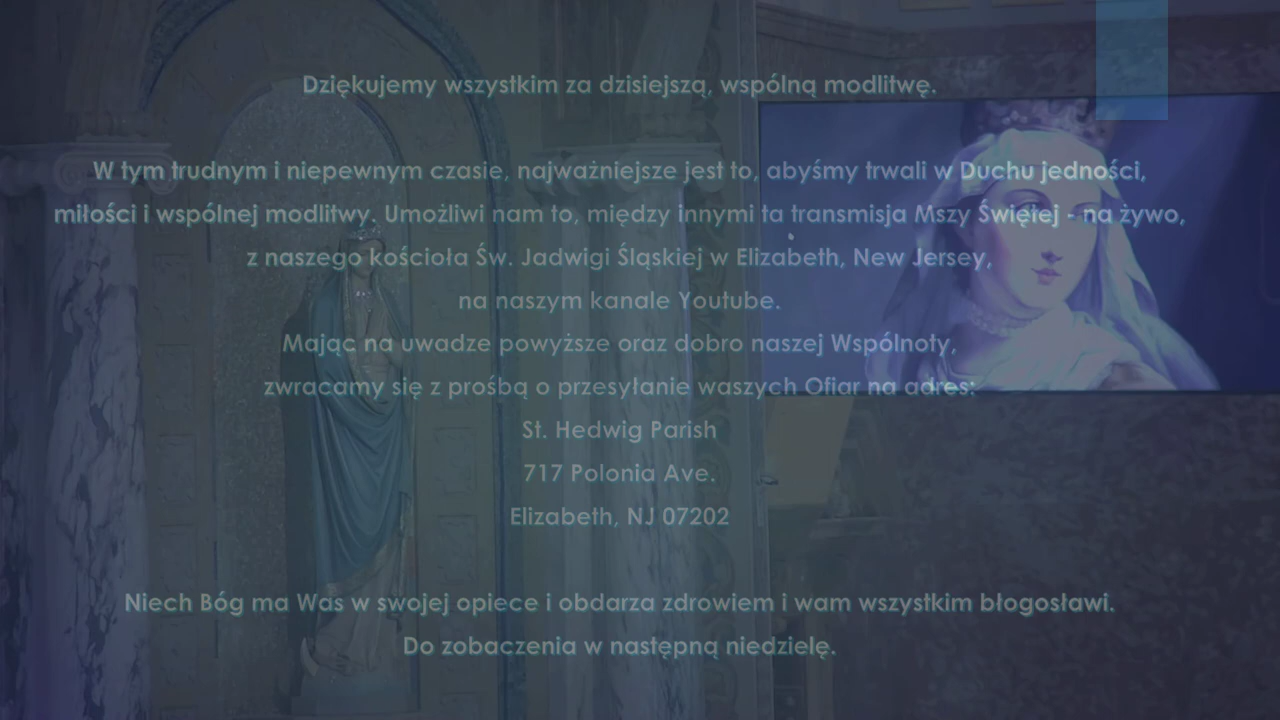 Dziękujemy wszystkim za dzisiejszą, wspólną modlitwę.
W tym trudnym i niepewnym czasie, najważniejsze jest to, abyśmy trwali w Duchu jedności,
miłości i wspólnej modlitwy. Umożliwi nam to, między innymi ta transmisja Mszy Świętej - na żywo,
z naszego kościoła Św. Jadwigi Śląskiej w Elizabeth, New Jersey,
na naszym kanale Youtube.
Mając na uwadze powyższe oraz dobro naszej Wspólnoty,
zwracamy się z prośbą o przesyłanie waszych Ofiar na adres:
St. Hedwig Parish
717 Polonia Ave.
Elizabeth, NJ 07202
Niech Bóg ma Was w swojej opiece i obdarza zdrowiem i wam wszystkim błogosławi.
Do zobaczenia w następną niedzielę.